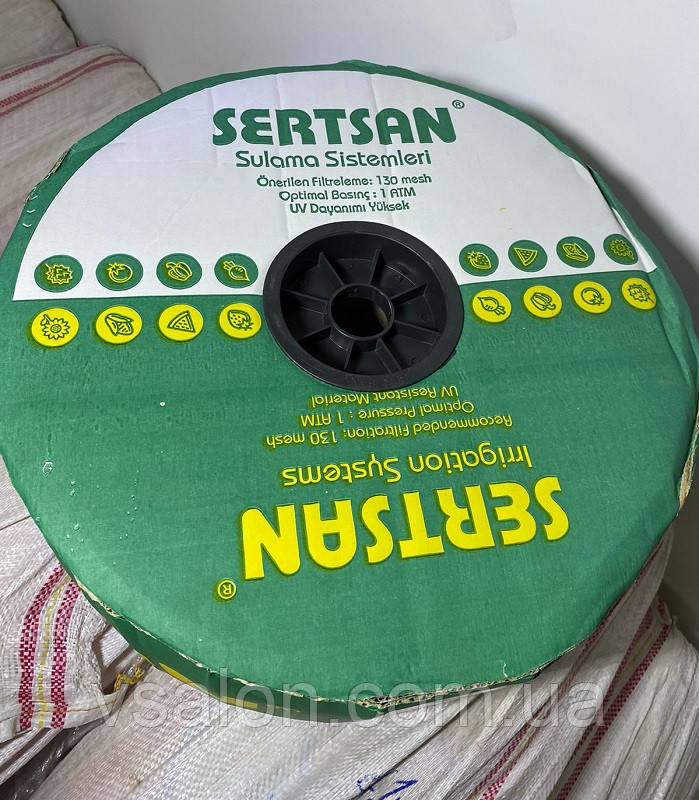 SERTSAN®
Sulama Sistemleri
Önerilen Filtreleme: 130 mesh
Optimal Basınç : 1 ATM
UV Dayanımı Yüksek
SERTSAN®
Irrigation Systems
Recommended Filtration: 130 mesh
Optimal Pressure : 1 ATM
UV Resistant Material
vsalon.com.ua